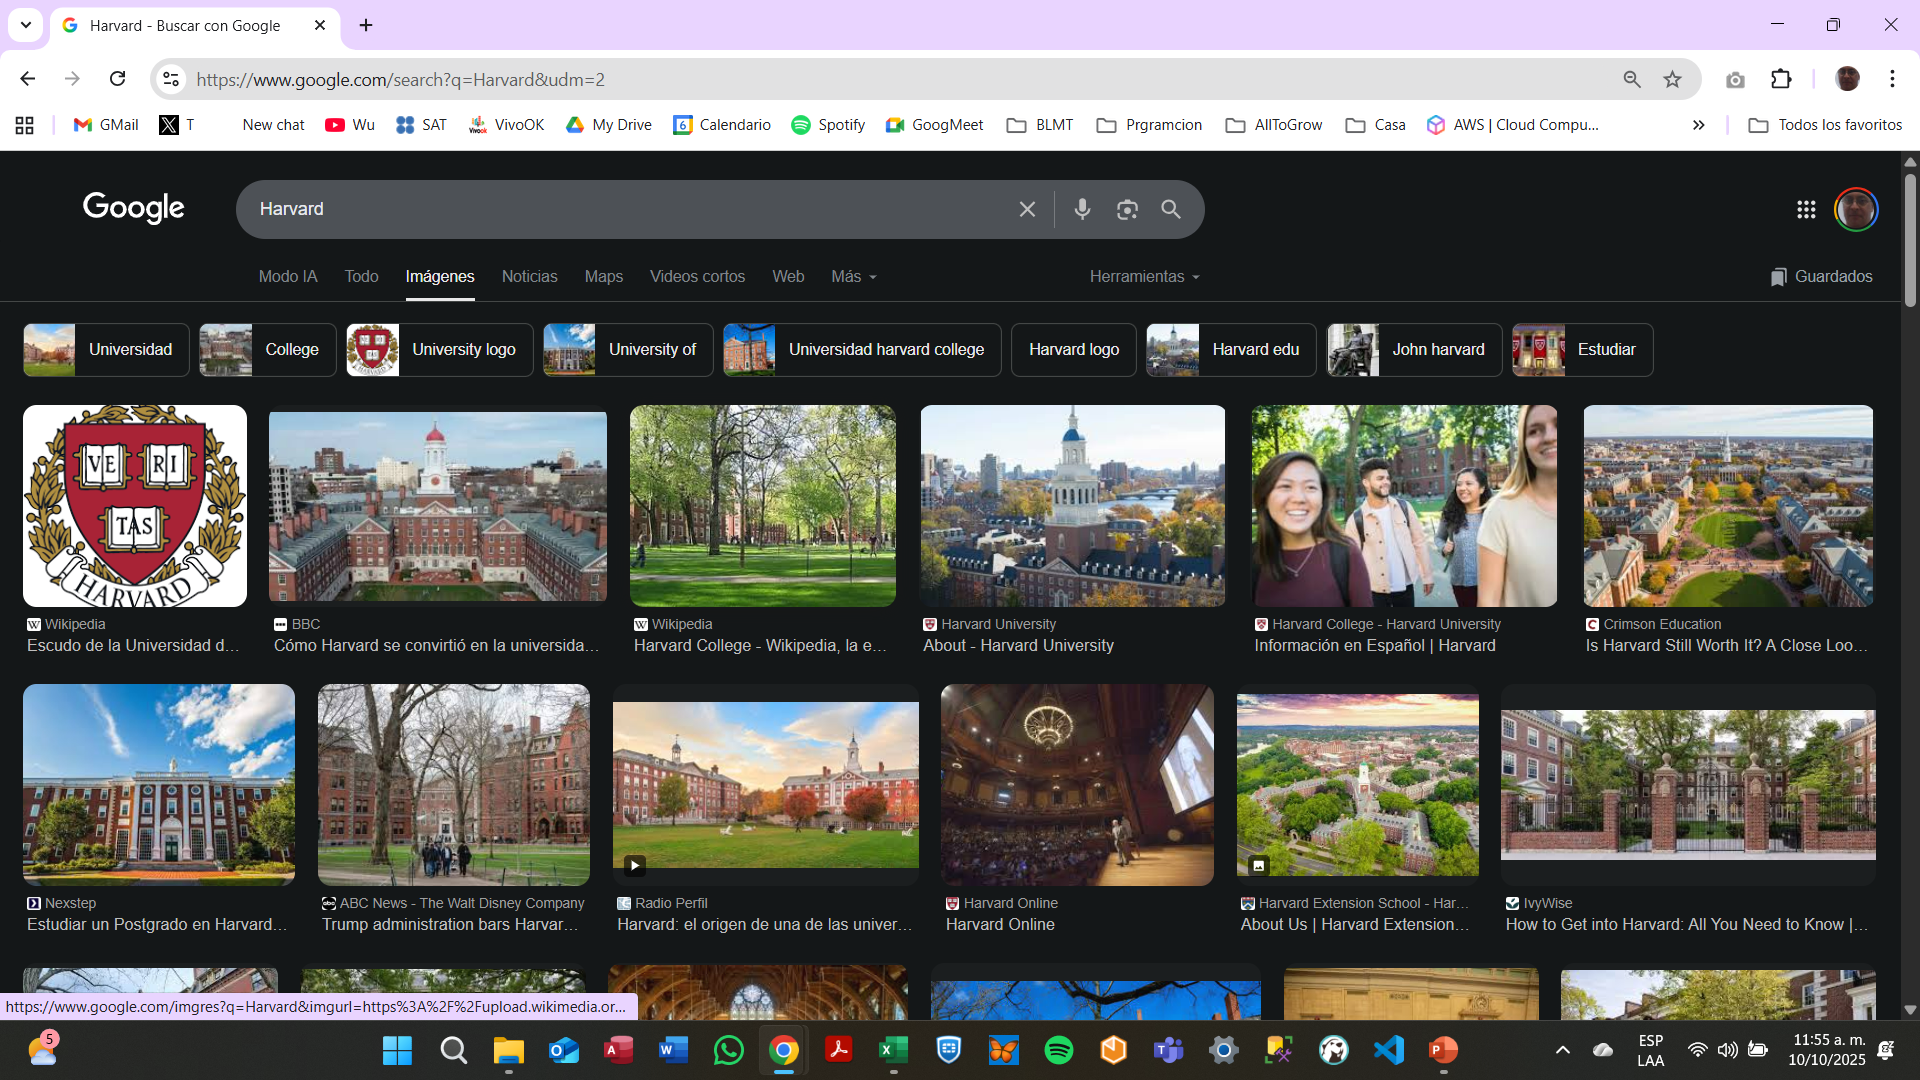 Harvard - Buscar con Google
https://www.google.com/search?q=Harvard&udm=2
GMail
T
New chat
Wu
SAT
VivoOK
My Drive
Calendario
Spotify
GoogMeet
BLMT
Prgramcion
AllToGrow
Casa
AWS | Cloud Compu...
Todos los favoritos
Google
Harvard
Modo IA
Todo
Imágenes
Noticias
Maps
Videos cortos
Web
Más
Herramientas
Guardados
Universidad
College
University logo
University of
Universidad harvard college
Harvard logo
Harvard edu
John harvard
Estudiar
VE RI
TAS
HARVARD
Wikipedia
Escudo de la Universidad d...
BBC
Cómo Harvard se convirtió en la universida...
Wikipedia
Harvard College - Wikipedia, la e...
Harvard University
About - Harvard University
Harvard College - Harvard University
Información en Español | Harvard
Crimson Education
Is Harvard Still Worth It? A Close Loo...
Nexstep
Estudiar un Postgrado en Harvard...
ABC News - The Walt Disney Company
Trump administration bars Harvar...
Radio Perfil
Harvard: el origen de una de las univer...
Harvard Online
Harvard Online
Harvard Extension School - Har...
About Us | Harvard Extension...
IvyWise
How to Get into Harvard: All You Need to Know |...
https://www.google.com/imgres?q=Harvard&imgurl=https%3A%2F%2Fupload.wikimedia.or...
5
ESP
LAA
11:55 a. m.
10/10/2025